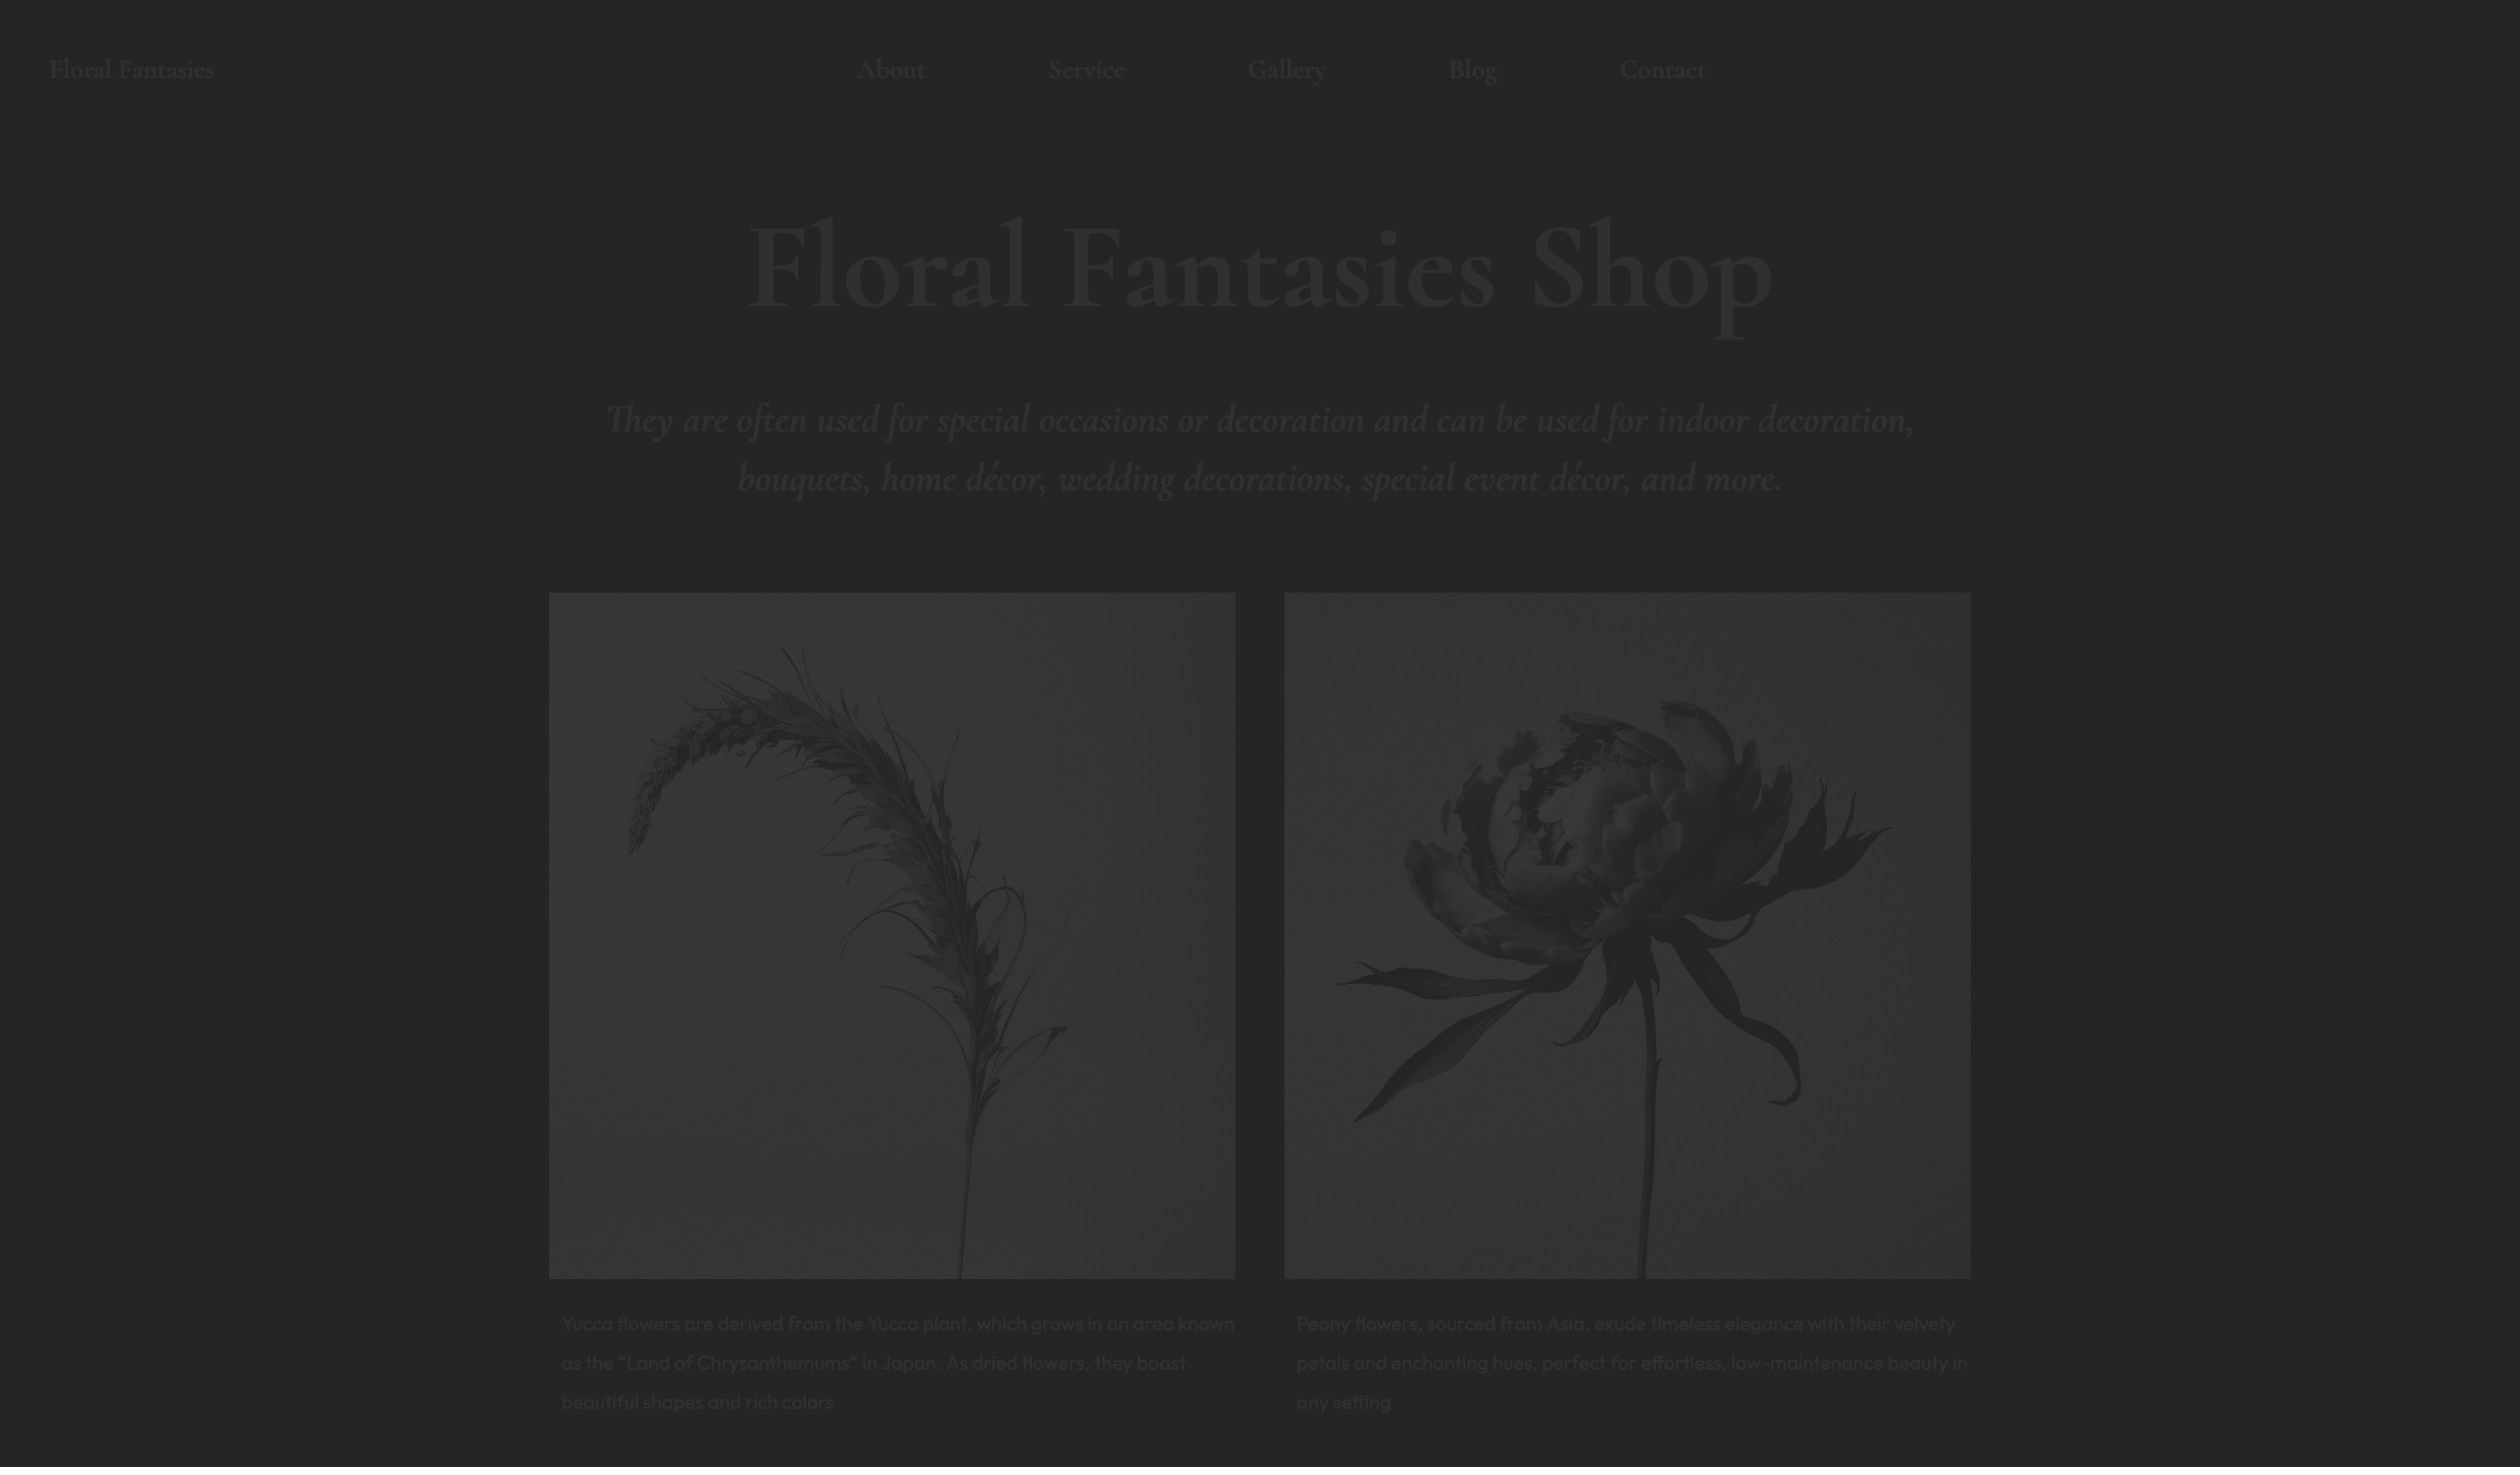 Floral Fantasies
About
Service
Gallery
Blog
Contact
Floral Fantasies Shop
They are often used for special occasions or decoration and can be used for indoor decoration,
bouquets, home décor, wedding decorations, special event décor, and more.
Yucca flowers are derived from the Yucca plant, which grows in an area known
as the “Land of Chrysanthemums” in Japan. As dried flowers, they boast
beautiful shapes and rich colors
Peony flowers, sourced from Asia, exude timeless elegance with their velvety
petals and enchanting hues, perfect for effortless, low-maintenance beauty in
any setting